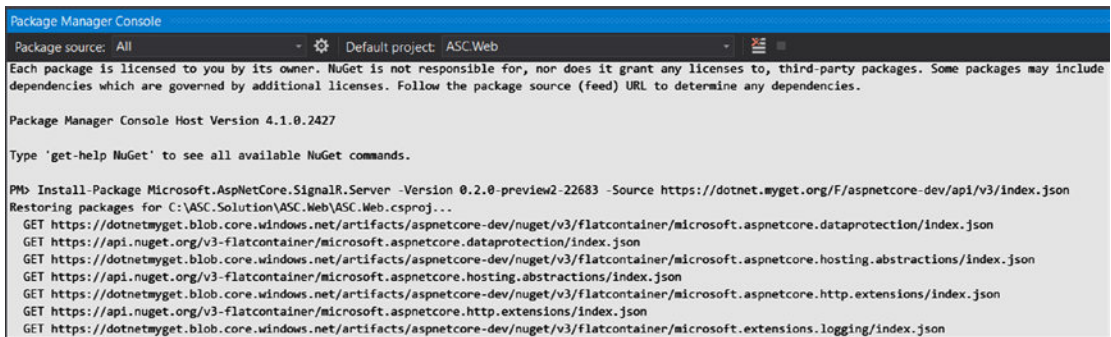 Package Manager Console
Package source: All Default project: ASC.Web
Each package is licensed to you by its owner. NuGet is not responsible for, nor does it grant any licenses to, third-party packages. Some packages may include
dependencies which are governed by additional licenses. Follow the package source (feed) URL to determine any dependencies.
Package Manager Console Host Version 4.1.0.2427
Type 'get-help NuGet' to see all available NuGet commands.
PM> Install-Package Microsoft.AspNetCore.SignalR.Server -Version 0.2.0-preview2-22683 -Source https://dotnet.myget.org/F/aspnetcore-dev/api/v3/index.json
Restoring packages for C:\ASC.Solution\ASC.Web\ASC.Web.csproj...
GET https://dotnetmyget.blob.core.windows.net/artifacts/aspnetcore-dev/nuget/v3/flatcontainer/microsoft.aspnetcore.dataprotection/index.json
GET https://api.nuget.org/v3-flatcontainer/microsoft.aspnetcore.dataprotection/index.json
GET https://dotnetmyget.blob.core.windows.net/artifacts/aspnetcore-dev/nuget/v3/flatcontainer/microsoft.aspnetcore.hosting.abstractions/index.json
GET https://api.nuget.org/v3-flatcontainer/microsoft.aspnetcore.hosting.abstractions/index.json
GET https://dotnetmyget.blob.core.windows.net/artifacts/aspnetcore-dev/nuget/v3/flatcontainer/microsoft.aspnetcore.http.extensions/index.json
GET https://api.nuget.org/v3-flatcontainer/microsoft.aspnetcore.http.extensions/index.json
GET https://dotnetmyget.blob.core.windows.net/artifacts/aspnetcore-dev/nuget/v3/flatcontainer/microsoft.extensions.logging/index.json